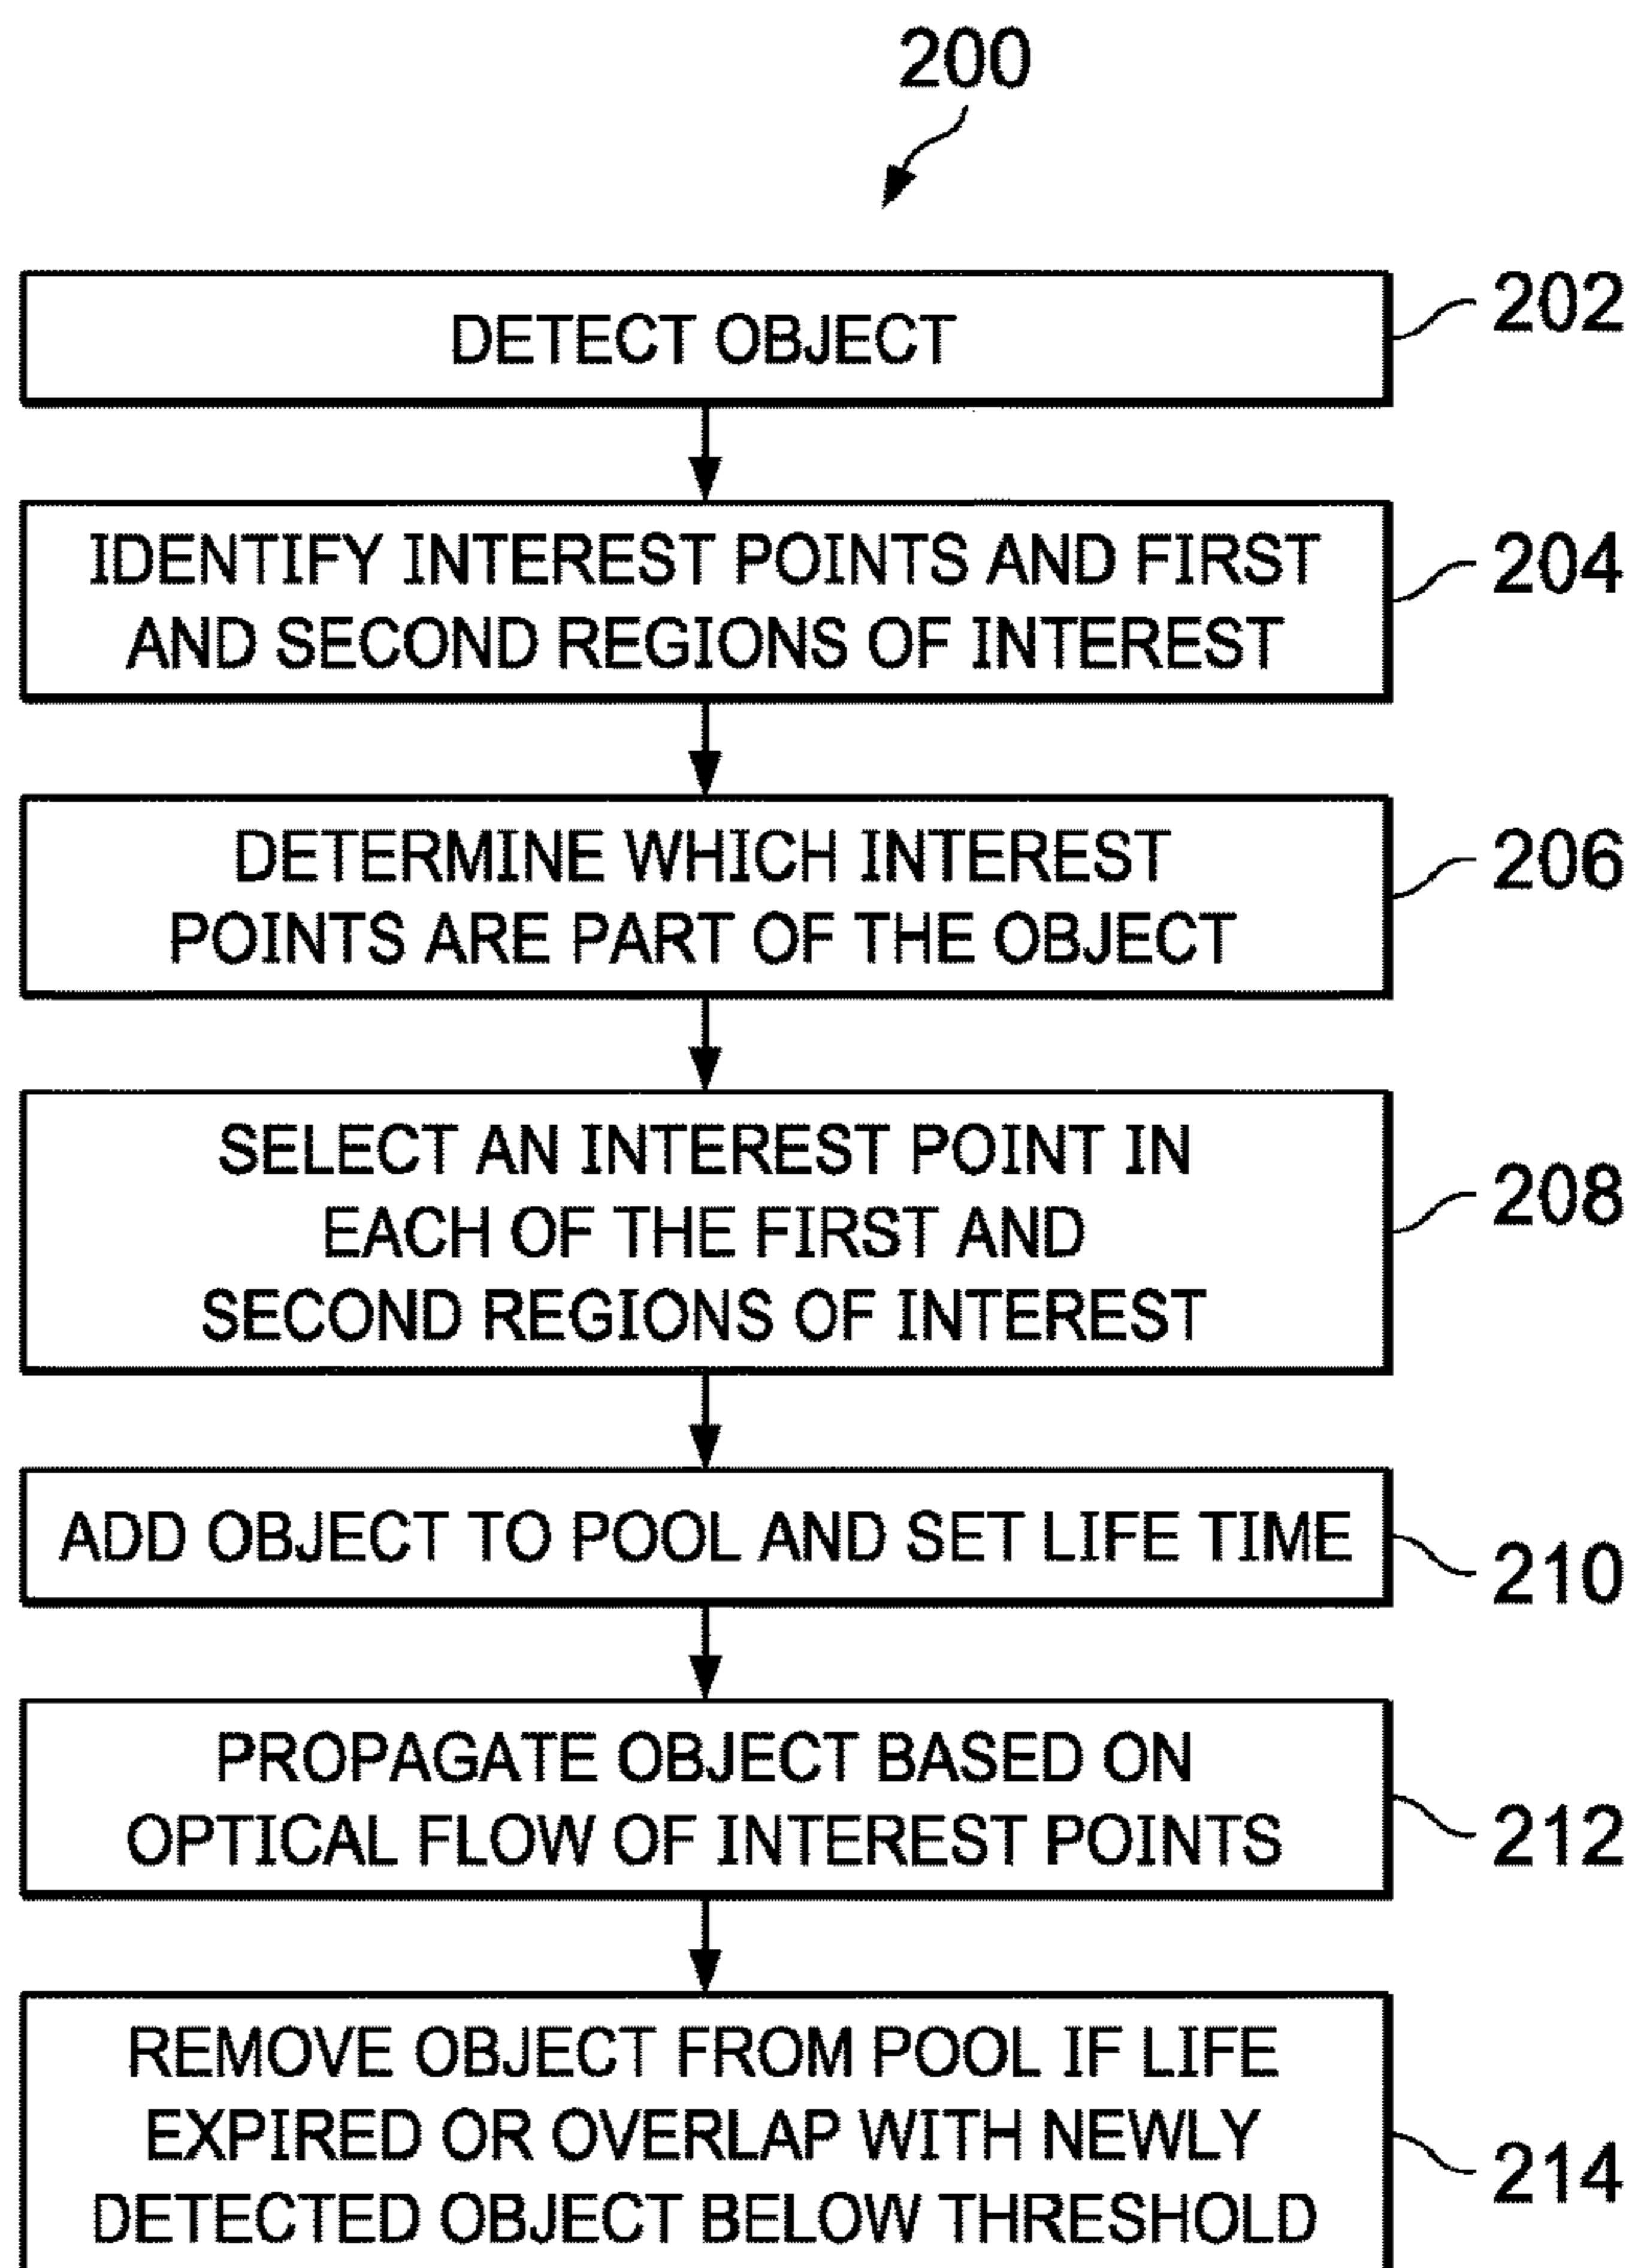 200
DETECT OBJECT
202
IDENTIFY INTEREST POINTS AND FIRST
AND SECOND REGIONS OF INTEREST
204
DETERMINE WHICH INTEREST
POINTS ARE PART OF THE OBJECT
206
SELECT AN INTEREST POINT IN
EACH OF THE FIRST AND
SECOND REGIONS OF INTEREST
208
ADD OBJECT TO POOL AND SET LIFE TIME
210
PROPAGATE OBJECT BASED ON
OPTICAL FLOW OF INTEREST POINTS
212
REMOVE OBJECT FROM POOL IF LIFE
EXPIRED OR OVERLAP WITH NEWLY
DETECTED OBJECT BELOW THRESHOLD
214